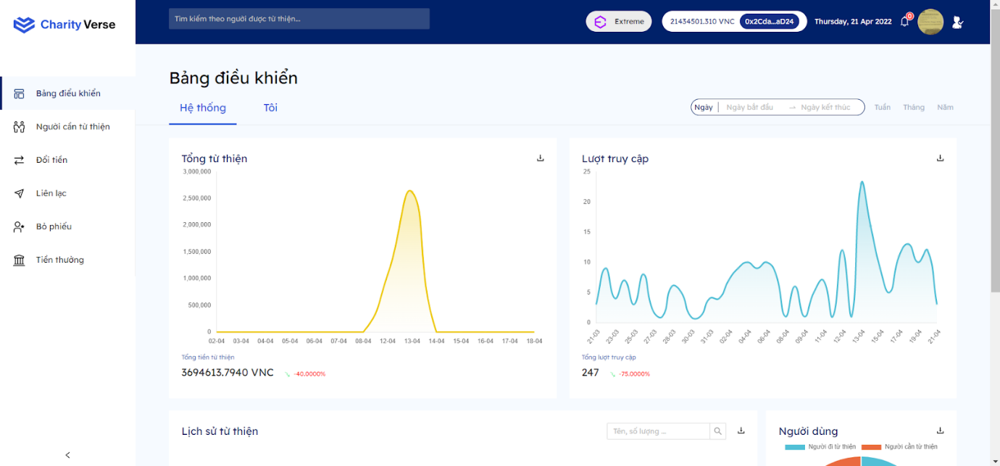 Charity Verse
Tìm kiếm theo người được từ thiện...
Extreme
21434501.310 VNC 0x2Cda...aD24
Thursday, 21 Apr 2022
0
Bảng điều khiển
Người cần từ thiện
Đổi tiền
Liên lạc
Bỏ phiếu
Tiền thưởng
Bảng điều khiển
Hệ thống Tôi
Ngày Ngày bắt đầu → Ngày kết thúc Tuần Tháng Năm
Tổng từ thiện
3,000,000
2,500,000
2,000,000
1,500,000
1,000,000
500,000
0
02-04 03-04 04-04 05-04 06-04 07-04 08-04 12-04 13-04 14-04 15-04 16-04 17-04 18-04
Tổng tiền từ thiện
3694613.7940 VNC -40.0000%
Lượt truy cập
25
20
15
10
5
0
21-03 23-03 25-03 27-03 28-03 30-03 31-03 02-04 04-04 06-04 08-04 09-04 11-04 12-04 13-04 15-04 17-04 19-04 21-04
Tổng lượt truy cập
247 -75.0000%
Lịch sử từ thiện
Tên, số lượng ...
Người dùng
Người đi từ thiện Người cần từ thiện